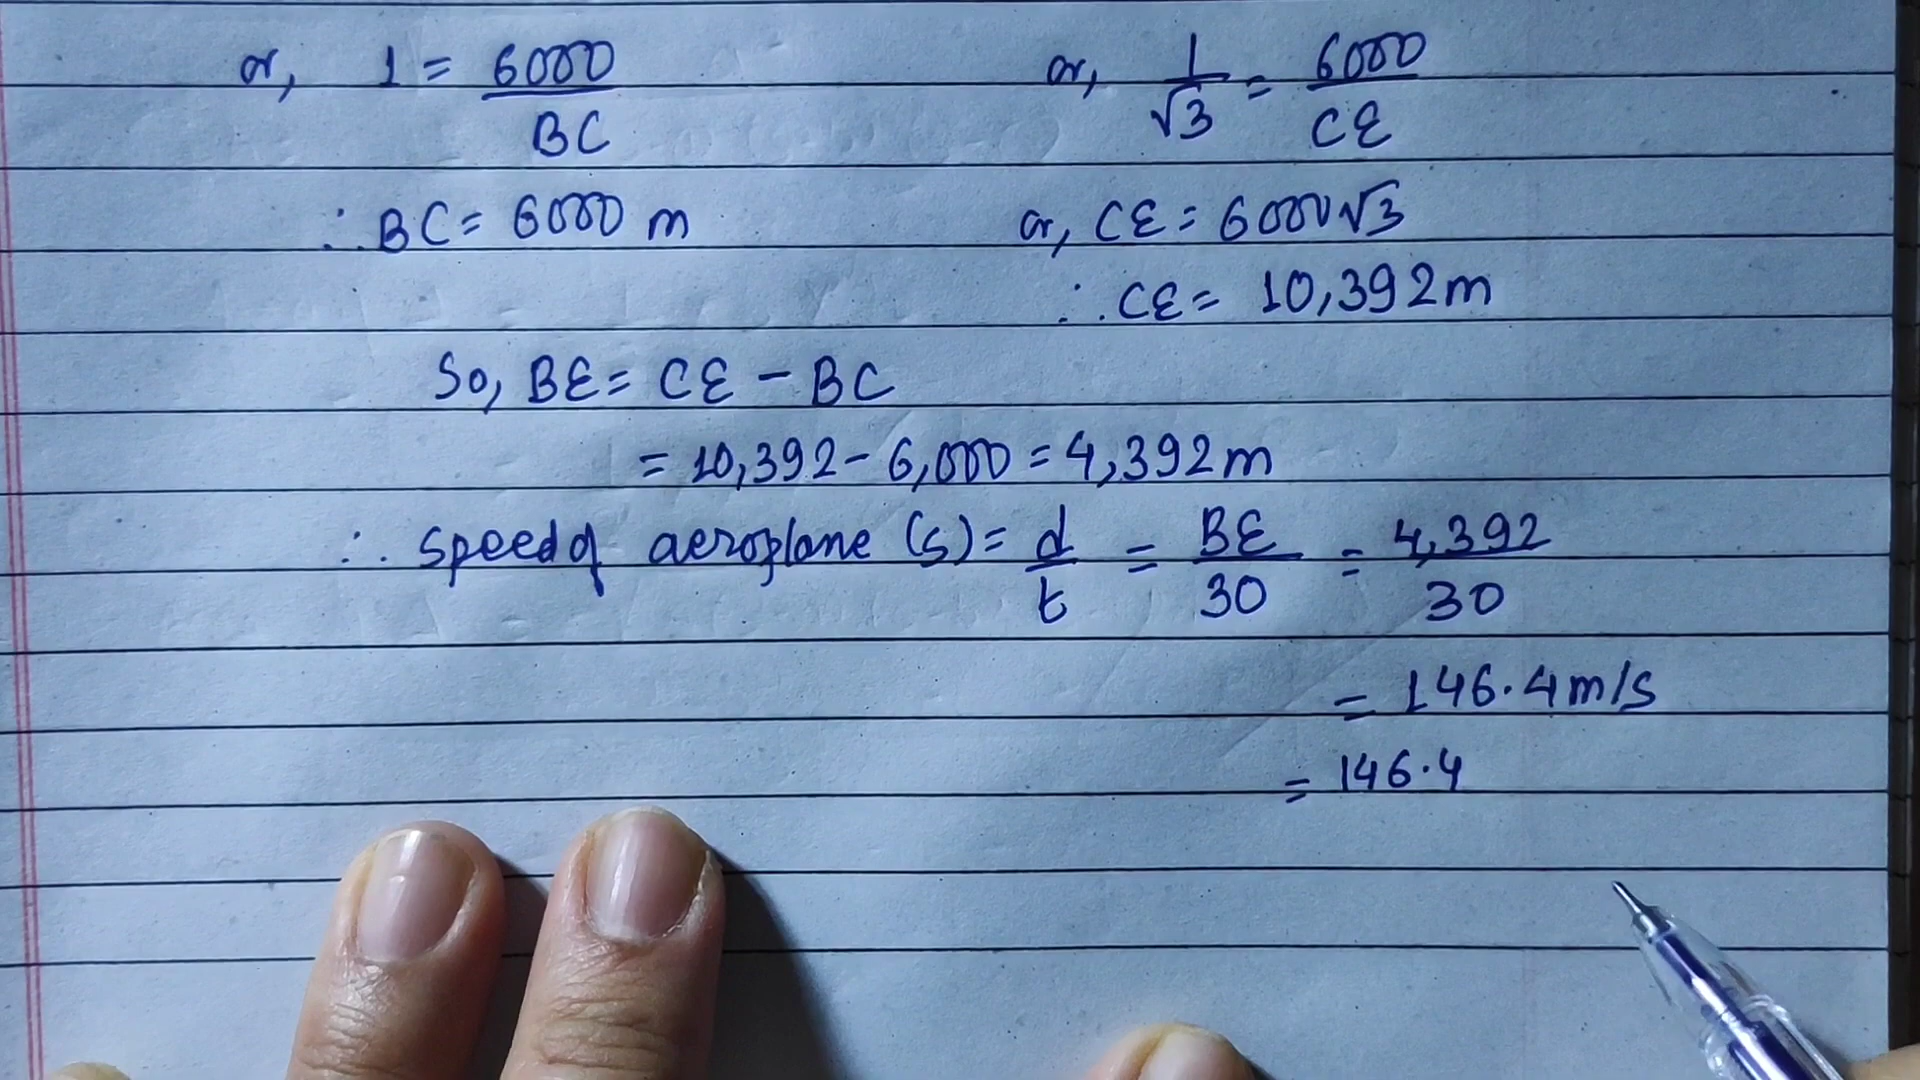 or, 1 = 6000/BC or, 1/√3 = 6000/CE
∴ BC = 6000 m or, CE = 6000√3
∴ CE = 10,392m
So, BE = CE - BC
= 10,392 - 6,000 = 4,392m
∴ speed of aeroplane (s) = d/t = BE/30 = 4,392/30
= 146.4m/s
= 146.4